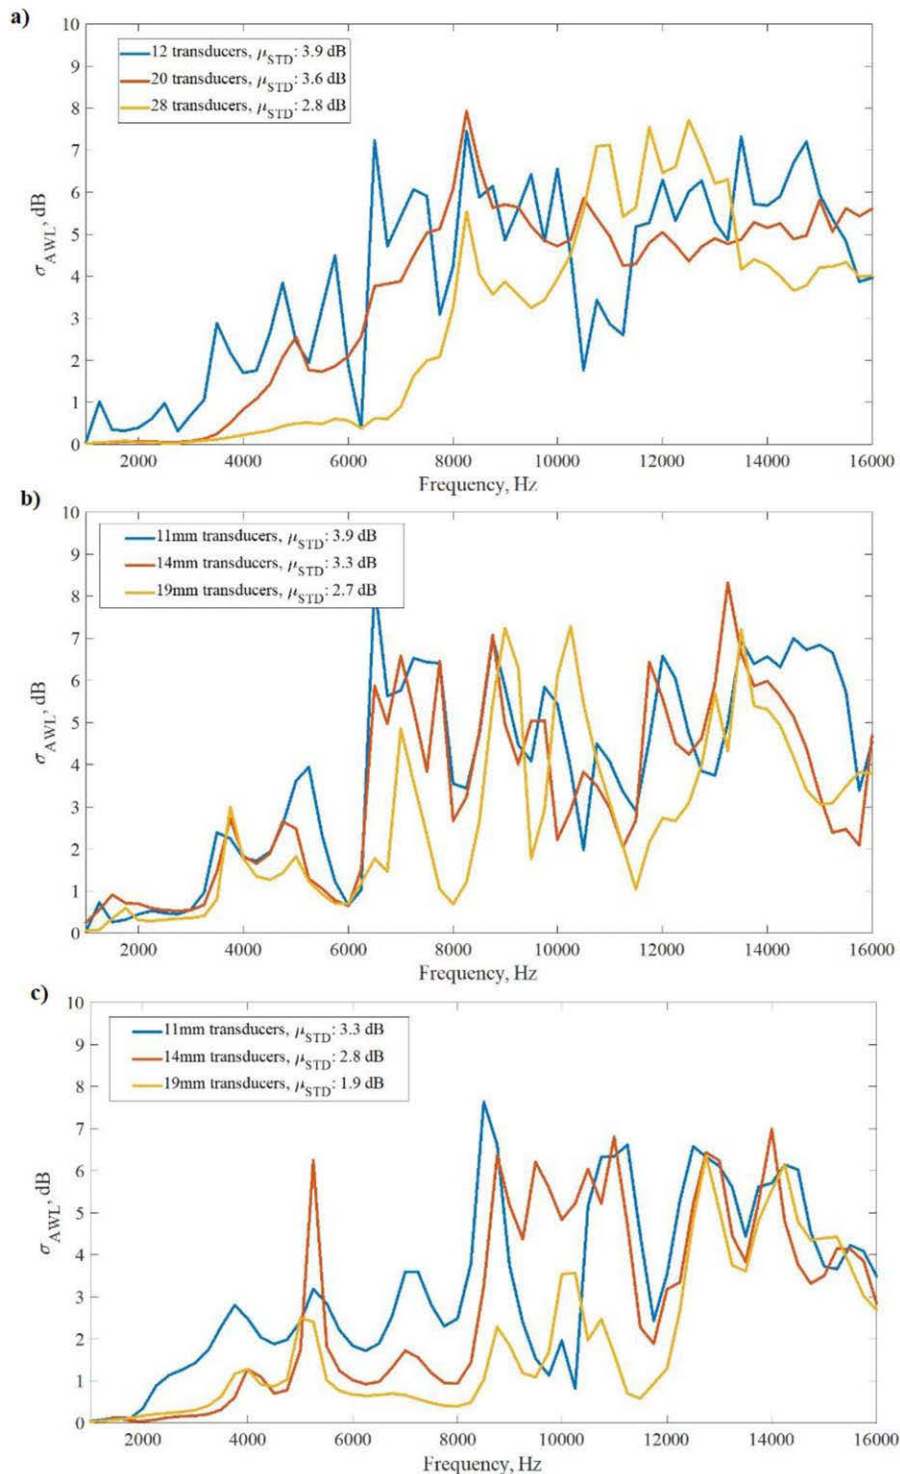 a)
10
9
8
7
6
5
4
3
2
1
0
σAWL, dB
12 transducers, μSTD: 3.9 dB
20 transducers, μSTD: 3.6 dB
28 transducers, μSTD: 2.8 dB
2000 4000 6000 8000 10000 12000 14000 16000
Frequency, Hz
b)
10
9
8
7
6
5
4
3
2
1
0
σAWL, dB
11mm transducers, μSTD: 3.9 dB
14mm transducers, μSTD: 3.3 dB
19mm transducers, μSTD: 2.7 dB
2000 4000 6000 8000 10000 12000 14000 16000
Frequency, Hz
c)
10
9
8
7
6
5
4
3
2
1
0
σAWL, dB
11mm transducers, μSTD: 3.3 dB
14mm transducers, μSTD: 2.8 dB
19mm transducers, μSTD: 1.9 dB
2000 4000 6000 8000 10000 12000 14000 16000
Frequency, Hz